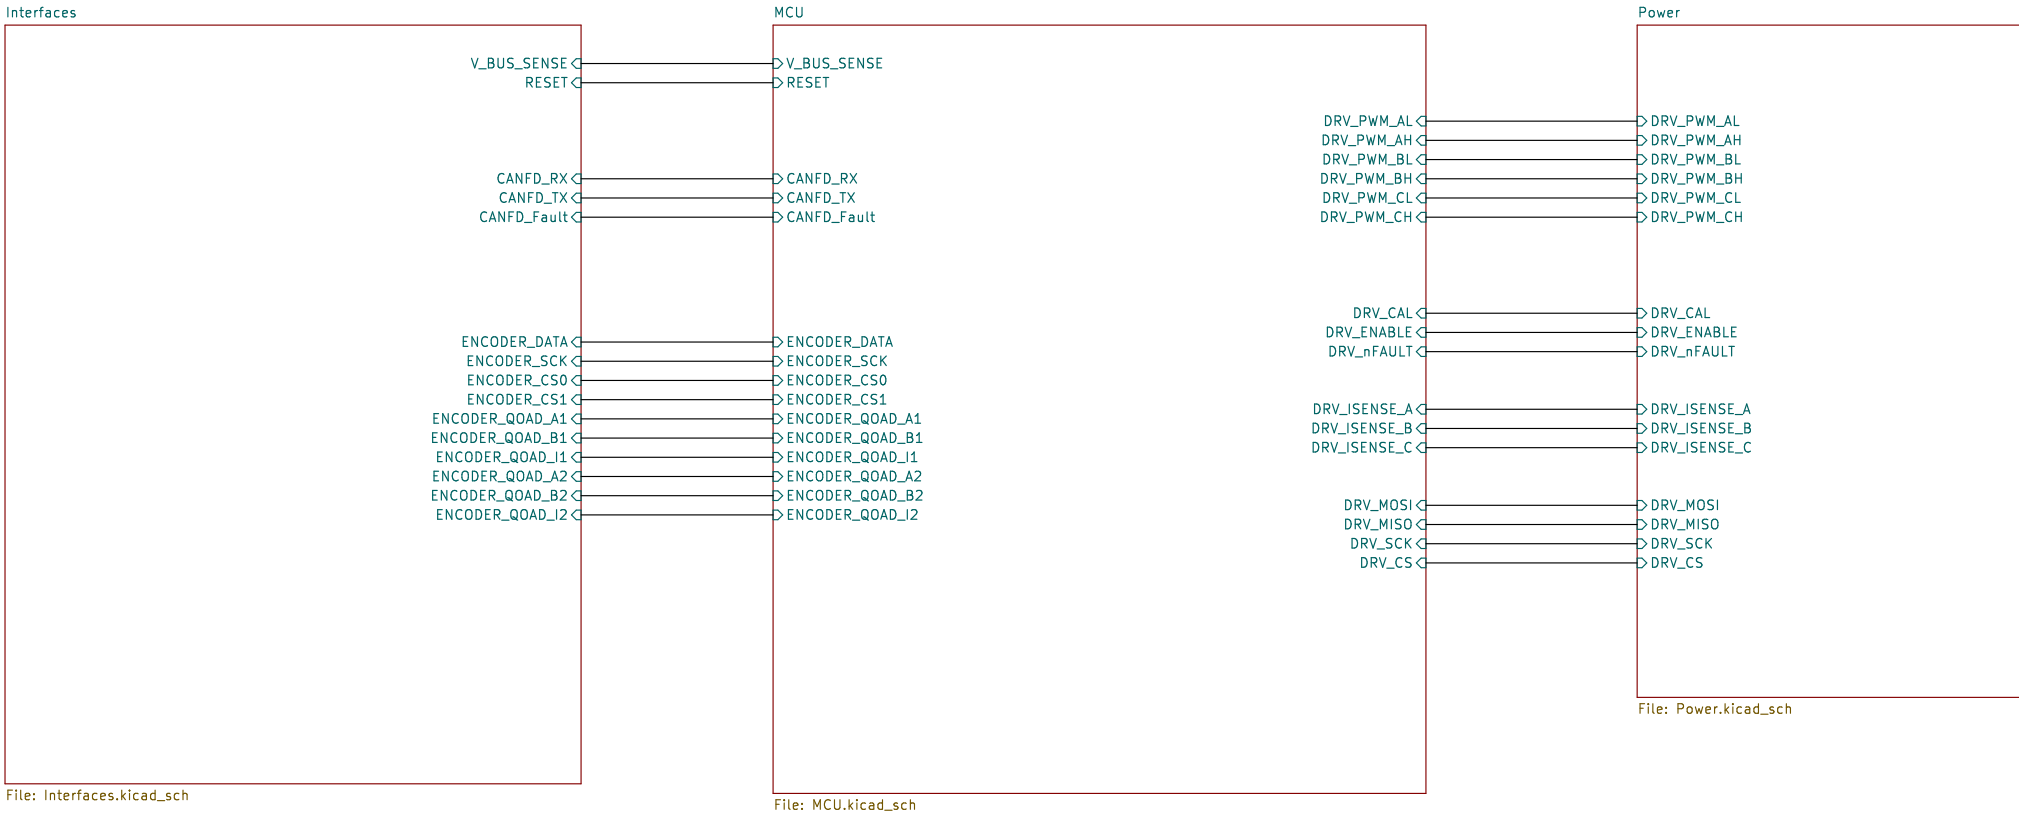 Interfaces
V_BUS_SENSE
RESET
CANFD_RX
CANFD_TX
CANFD_Fault
ENCODER_DATA
ENCODER_SCK
ENCODER_CS0
ENCODER_CS1
ENCODER_QOAD_A1
ENCODER_QOAD_B1
ENCODER_QOAD_I1
ENCODER_QOAD_A2
ENCODER_QOAD_B2
ENCODER_QOAD_I2
File: Interfaces.kicad_sch
MCU
V_BUS_SENSE
RESET
CANFD_RX
CANFD_TX
CANFD_Fault
ENCODER_DATA
ENCODER_SCK
ENCODER_CS0
ENCODER_CS1
ENCODER_QOAD_A1
ENCODER_QOAD_B1
ENCODER_QOAD_I1
ENCODER_QOAD_A2
ENCODER_QOAD_B2
ENCODER_QOAD_I2
DRV_PWM_AL
DRV_PWM_AH
DRV_PWM_BL
DRV_PWM_BH
DRV_PWM_CL
DRV_PWM_CH
DRV_CAL
DRV_ENABLE
DRV_nFAULT
DRV_ISENSE_A
DRV_ISENSE_B
DRV_ISENSE_C
DRV_MOSI
DRV_MISO
DRV_SCK
DRV_CS
File: MCU.kicad_sch
Power
DRV_PWM_AL
DRV_PWM_AH
DRV_PWM_BL
DRV_PWM_BH
DRV_PWM_CL
DRV_PWM_CH
DRV_CAL
DRV_ENABLE
DRV_nFAULT
DRV_ISENSE_A
DRV_ISENSE_B
DRV_ISENSE_C
DRV_MOSI
DRV_MISO
DRV_SCK
DRV_CS
File: Power.kicad_sch